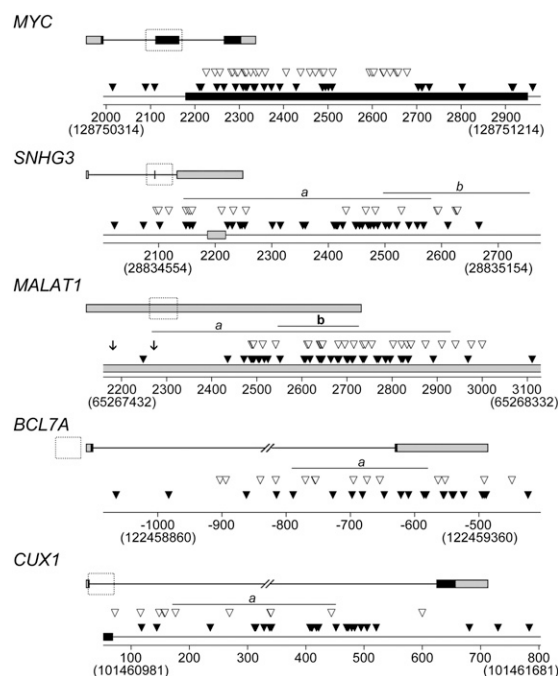 MYC
2000 2100 2200 2300 2400 2500 2600 2700 2800 2900
(128750314) (128751214)
SNHG3
a b
2100 2200 2300 2400 2500 2600 2700
(28834554) (28835154)
MALAT1
a b
2200 2300 2400 2500 2600 2700 2800 2900 3000 3100
(65267432) (65268332)
BCL7A
a
-1000 -900 -800 -700 -600 -500
(122458860) (122459360)
CUX1
a
100 200 300 400 500 600 700 800
(101460981) (101461681)